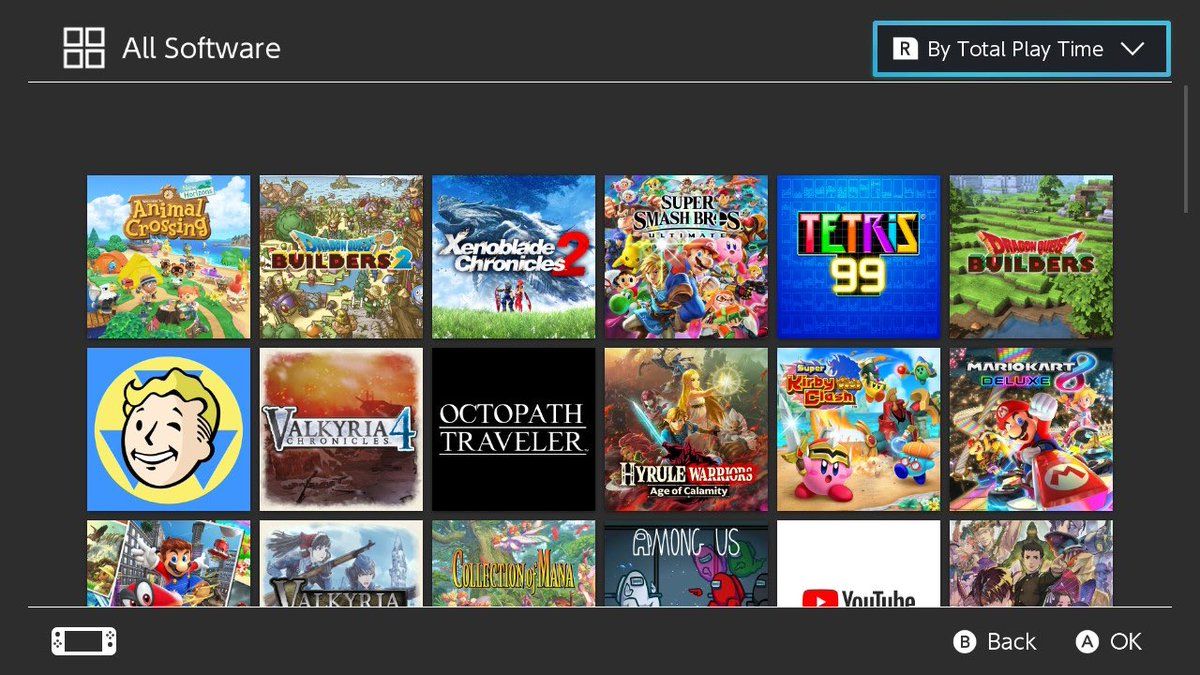 All Software
R By Total Play Time
New Horizons
Animal Crossing
DRAGON QUEST
BUILDERS 2
Xenoblade
Chronicles 2
SUPER
SMASH BROS.
ULTIMATE
TETRIS
99
DRAGON QUEST
BUILDERS
VALKYRIA
CHRONICLES 4
OCTOPATH
TRAVELER
HYRULE WARRIORS
Age of Calamity
Super
Kirby
Clash
MARIOKART 8
DELUXE
VALKYRIA
COLLECTION of MANA
AMONG US
YouTube
B Back
A OK